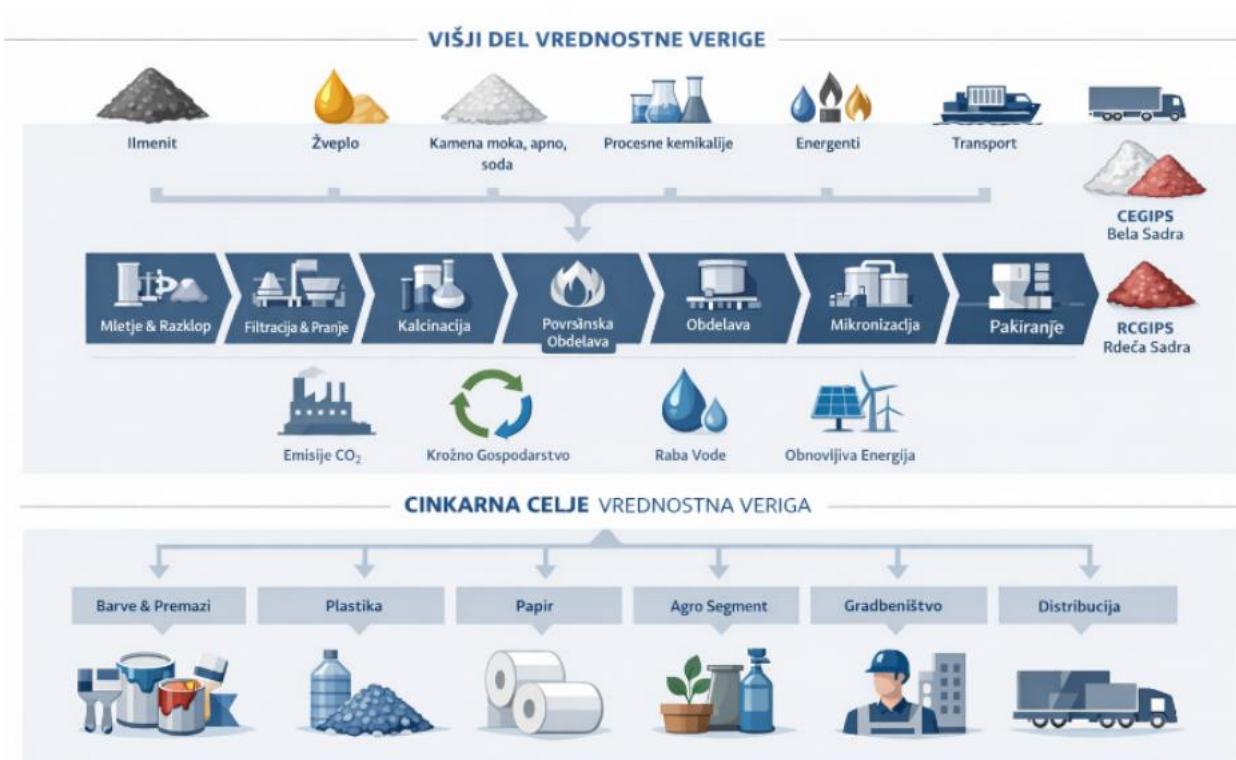 VIŠJI DEL VREDNOSTNE VERIGE
Ilmenit
Žveplo
Kamena moka, apno,
soda
Procesne kemikalije
Energenti
Transport
CEGIPS
Bela Sadra
Mletje & Razklop
Filtracija & Pranje
Kalcinacija
Površinska
Obdelava
Obdelava
Mikronizacija
Pakiranje
RCGIPS
Rdeča Sadra
Emisije CO₂
Krožno Gospodarstvo
Raba Vode
Obnovljiva Energija
CINKARNA CELJE VREDNOSTNA VERIGA
Barve & Premazi
Plastika
Papir
Agro Segment
Gradbeništvo
Distribucija